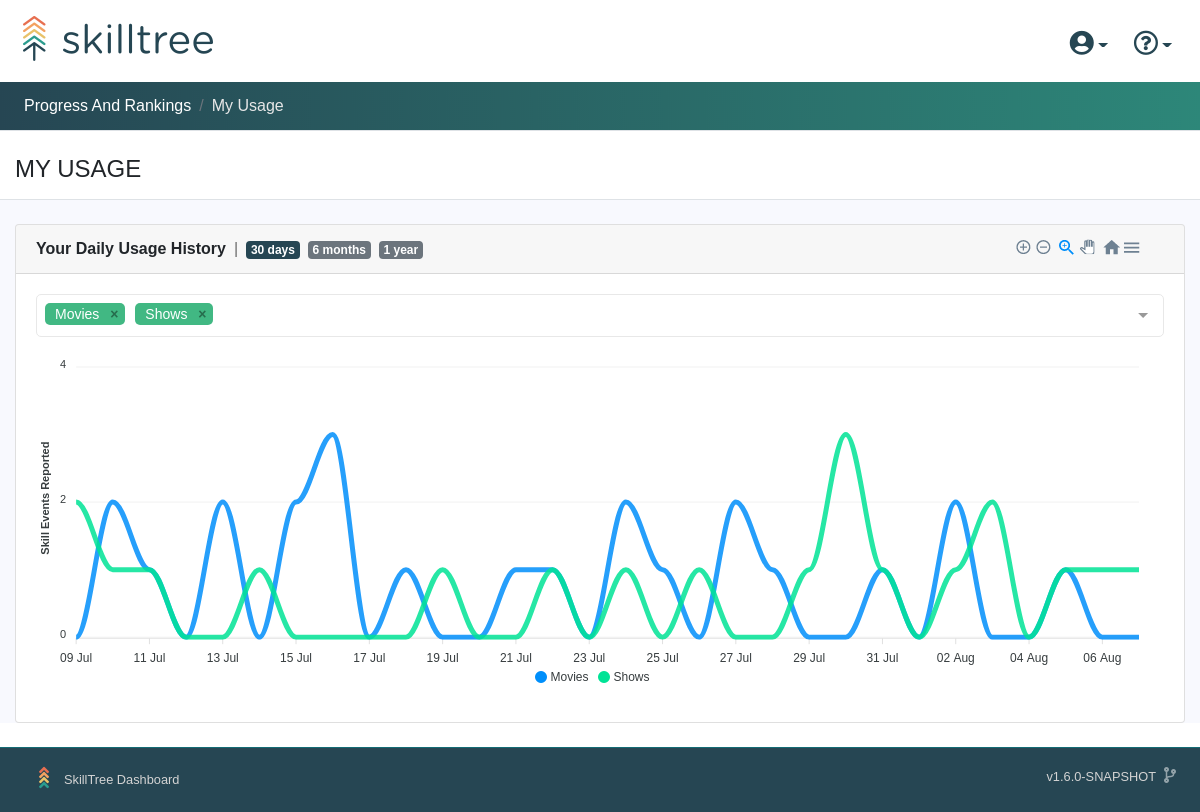 skilltree
Progress And Rankings / My Usage
MY USAGE
Your Daily Usage History | 30 days 6 months 1 year
Movies × Shows ×
4
2
0
Skill Events Reported
09 Jul 11 Jul 13 Jul 15 Jul 17 Jul 19 Jul 21 Jul 23 Jul 25 Jul 27 Jul 29 Jul 31 Jul 02 Aug 04 Aug 06 Aug
Movies Shows
SkillTree Dashboard
v1.6.0-SNAPSHOT